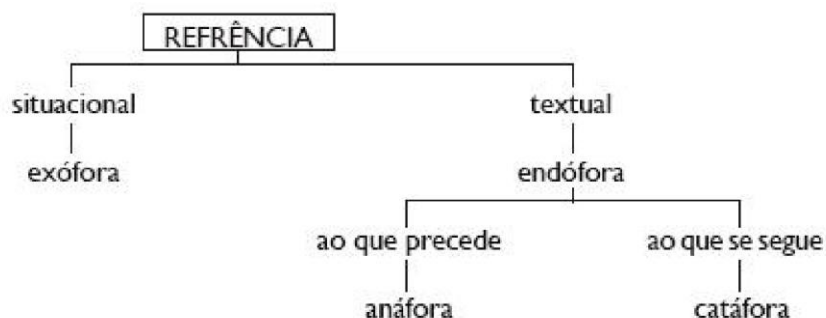 REFRÊNCIA
situacional textual
exófora endófora
ao que precede ao que se segue
anáfora catáfora